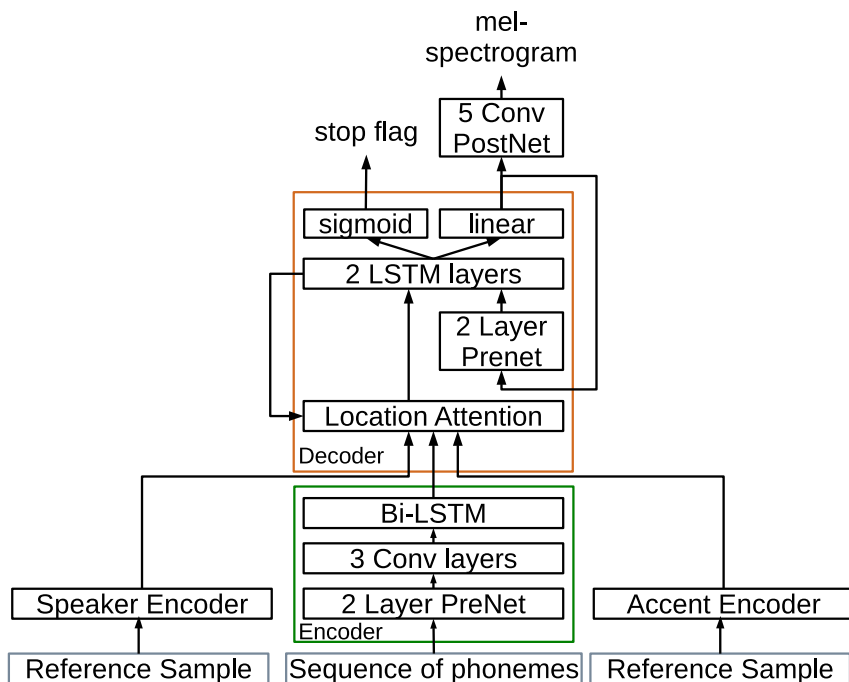 mel-
spectrogram
5 Conv
PostNet
stop flag
sigmoid
linear
2 LSTM layers
2 Layer
Prenet
Location Attention
Decoder
Bi-LSTM
3 Conv layers
Speaker Encoder
2 Layer PreNet
Accent Encoder
Encoder
Reference Sample
Sequence of phonemes
Reference Sample